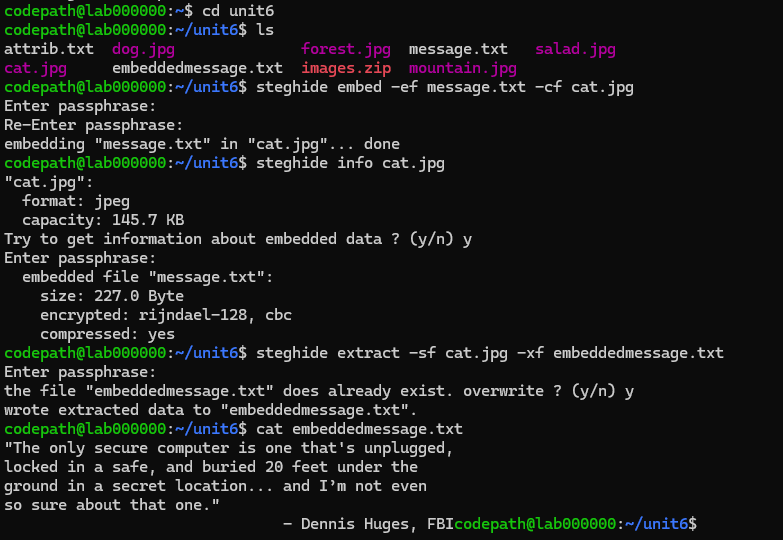 codepath@lab000000:~$ cd unit6
codepath@lab000000:~/unit6$ ls
attrib.txt dog.jpg forest.jpg message.txt salad.jpg
cat.jpg embeddedmessage.txt images.zip mountain.jpg
codepath@lab000000:~/unit6$ steghide embed -ef message.txt -cf cat.jpg
Enter passphrase:
Re-Enter passphrase:
embedding "message.txt" in "cat.jpg"... done
codepath@lab000000:~/unit6$ steghide info cat.jpg
"cat.jpg":
  format: jpeg
  capacity: 145.7 KB
Try to get information about embedded data ? (y/n) y
Enter passphrase:
  embedded file "message.txt":
    size: 227.0 Byte
    encrypted: rijndael-128, cbc
    compressed: yes
codepath@lab000000:~/unit6$ steghide extract -sf cat.jpg -xf embeddedmessage.txt
Enter passphrase:
the file "embeddedmessage.txt" does already exist. overwrite ? (y/n) y
wrote extracted data to "embeddedmessage.txt".
codepath@lab000000:~/unit6$ cat embeddedmessage.txt
"The only secure computer is one that's unplugged,
locked in a safe, and buried 20 feet under the
ground in a secret location... and I’m not even
so sure about that one."
                               - Dennis Huges, FBIcodepath@lab000000:~/unit6$